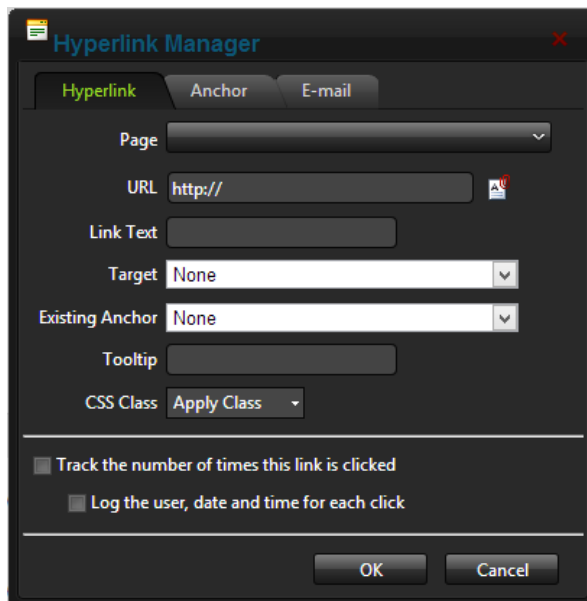 Hyperlink Manager
Hyperlink Anchor E-mail
Page
URL http://
Link Text
Target None
Existing Anchor None
Tooltip
CSS Class Apply Class
Track the number of times this link is clicked
Log the user, date and time for each click
OK Cancel